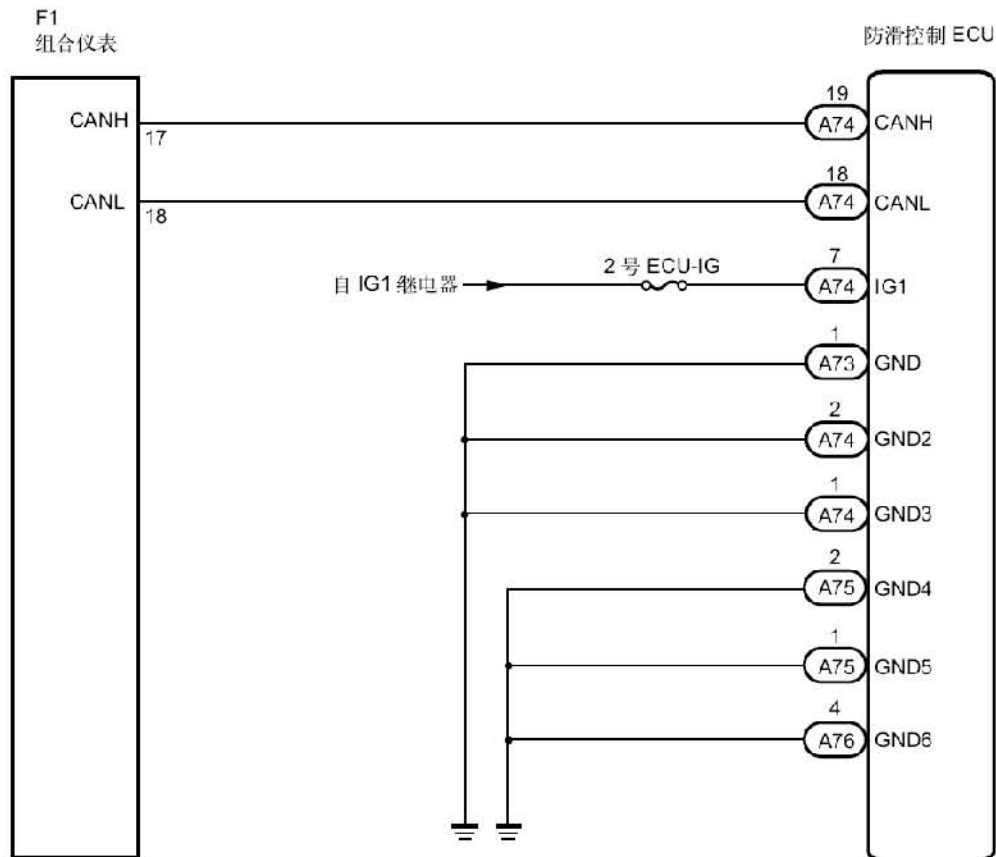 F1
组合仪表
防滑控制 ECU
CANH
17
19
A74
CANH
CANL
18
18
A74
CANL
自 IG1 继电器
2 号 ECU-IG
7
A74
IG1
1
A73
GND
2
A74
GND2
1
A74
GND3
2
A75
GND4
1
A75
GND5
4
A76
GND6